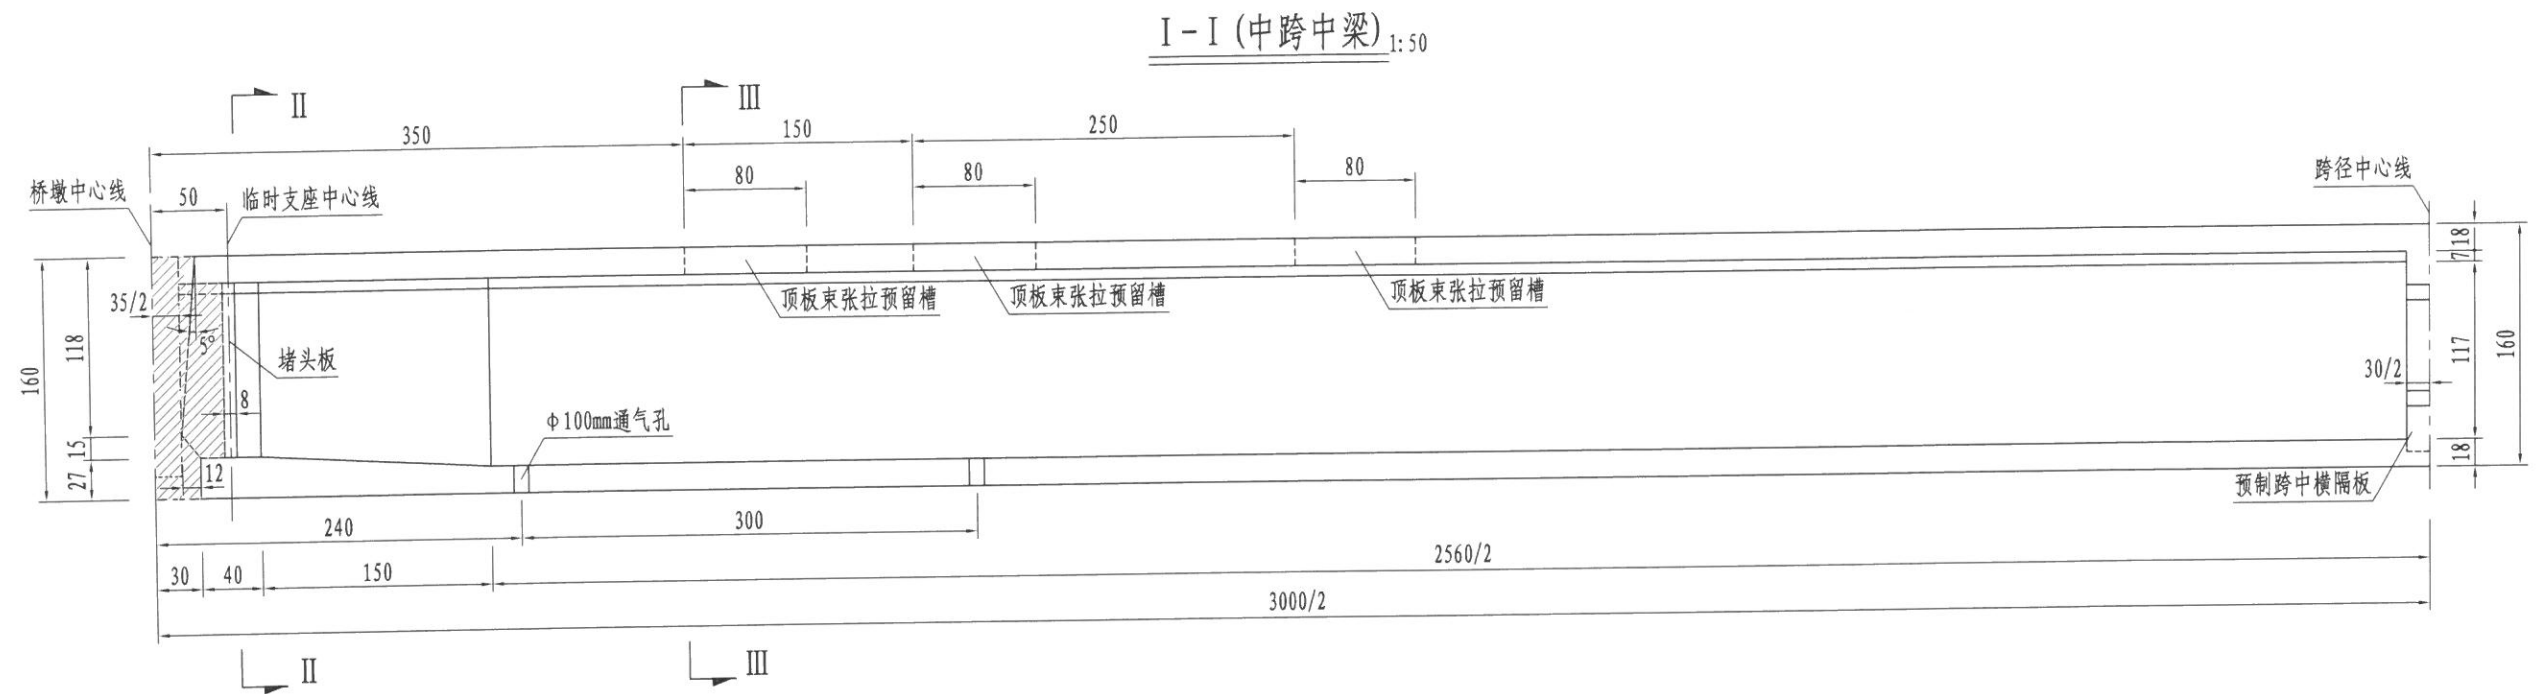 I-I (中跨中梁) 1:50
II
III
350
150
250
桥墩中心线
50
临时支座中心线
80
80
80
跨径中心线
18
7
35/2
顶板束张拉预留槽
顶板束张拉预留槽
顶板束张拉预留槽
160
118
5°
堵头板
117
160
30/2
8
φ100mm通气孔
15
27
12
18
预制跨中横隔板
240
300
2560/2
30
40
150
3000/2
II
III